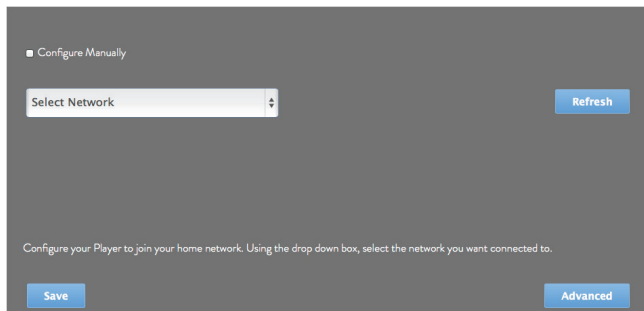 Configure Manually
Select Network
Refresh
Configure your Player to join your home network. Using the drop down box, select the network you want connected to.
Save
Advanced